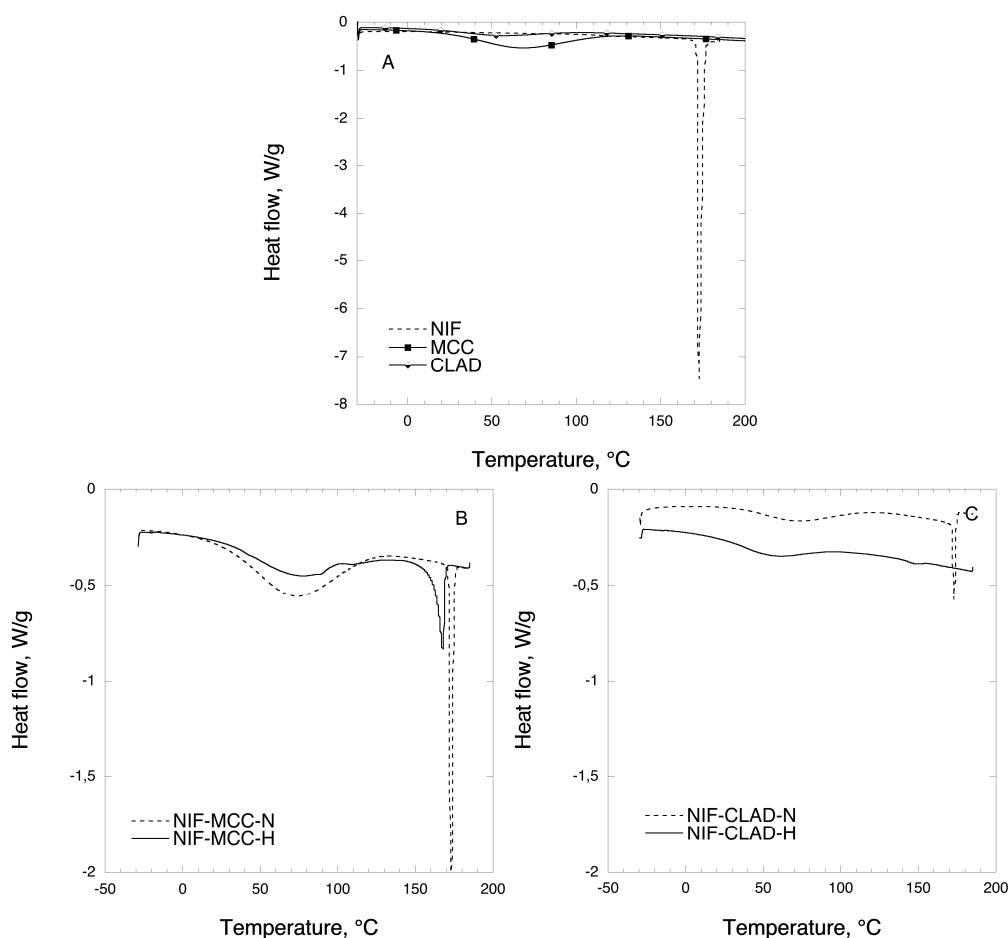 0
A
-1
-2
-3
-4
-5
-6
-7
-8
Heat flow, W/g
NIF
MCC
CLAD
0 50 100 150 200
Temperature, °C
0
B
-0,5
-1
-1,5
-2
Heat flow, W/g
NIF-MCC-N
NIF-MCC-H
-50 0 50 100 150 200
Temperature, °C
0
C
-0,5
-1
-1,5
-2
Heat flow, W/g
NIF-CLAD-N
NIF-CLAD-H
-50 0 50 100 150 200
Temperature, °C